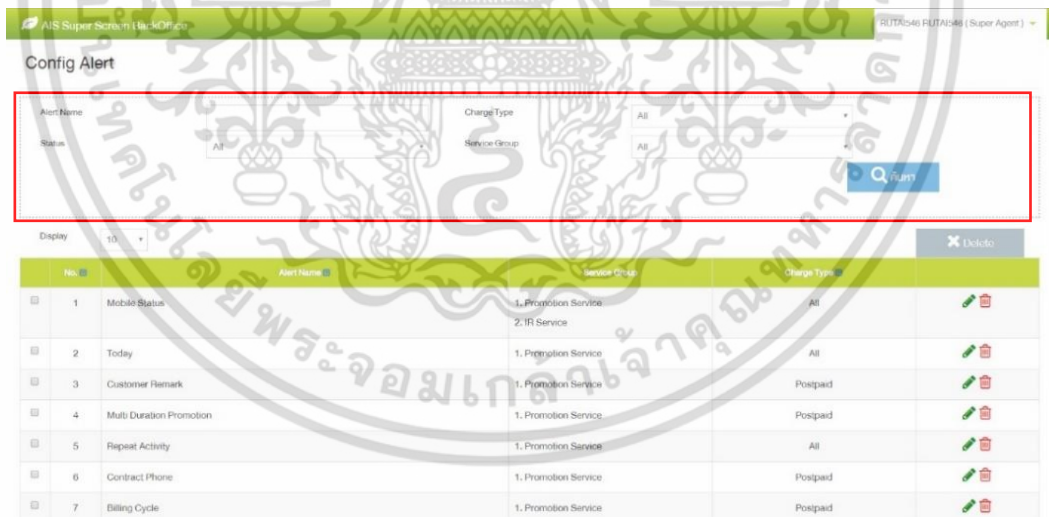 AIS Super Screen BackOffice
RUTAI546 RUTAI546 ( Super Agent )
Config Alert
Alert Name
Charge Type
All
Status
All
Service Group
All
ค้นหา
Display
10
Delete
No.
Alert Name
Service Group
Charge Type
1
Mobile Status
1. Promotion Service
2. IR Service
All
2
Today
1. Promotion Service
All
3
Customer Remark
1. Promotion Service
Postpaid
4
Multi Duration Promotion
1. Promotion Service
Postpaid
5
Repeat Activity
1. Promotion Service
All
6
Contract Phone
1. Promotion Service
Postpaid
7
Billing Cycle
1. Promotion Service
Postpaid